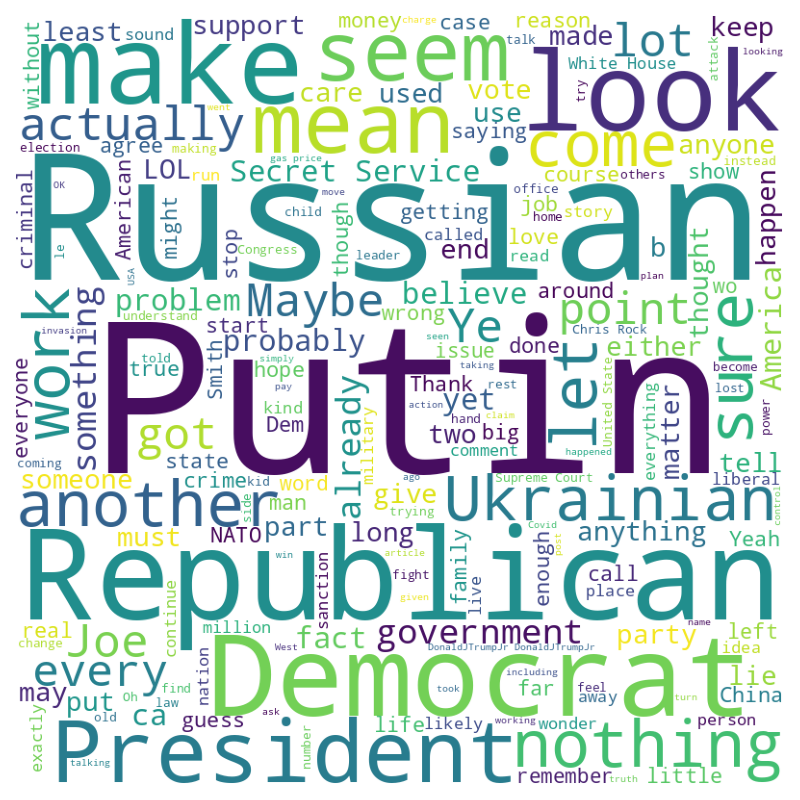 least sound support money charge case reason made lot keep
without make seem talk White House attack looking
care used vote try
actually mean use look
agree went saying come anyone
election making LOL run Secret Service course show instead
gas price office others
criminal OK American might stop child move getting job story happen
Russian
though called home
le USA Congress leader end love read b thought America
problem Maybe believe around point wo plan
invasion understand start wrong Ye Chris Rock
work something probably issue done let either sure
told true Smith simply seen taking become
everyone hope pay Thank yet rest United State lost power
Putin
kind Dem action hand claim two big everything matter
got already comment happened tell
coming state military
someone crime kid word ago give Supreme Court liberal
another side man trying Ukrainian control
must NATO part long Covid post anything Yeah
win article enough call
Republican
sanction fight family live given place
real million fact government name party left
change Joe West DonaldJTrumpJr DonaldJTrumpJr idea
continue nation including feel
every Democrat lie
may put Oh find took far away turn China
ca guess ask life likely working wonder person
exactly old law number
President nothing
talking remember truth little